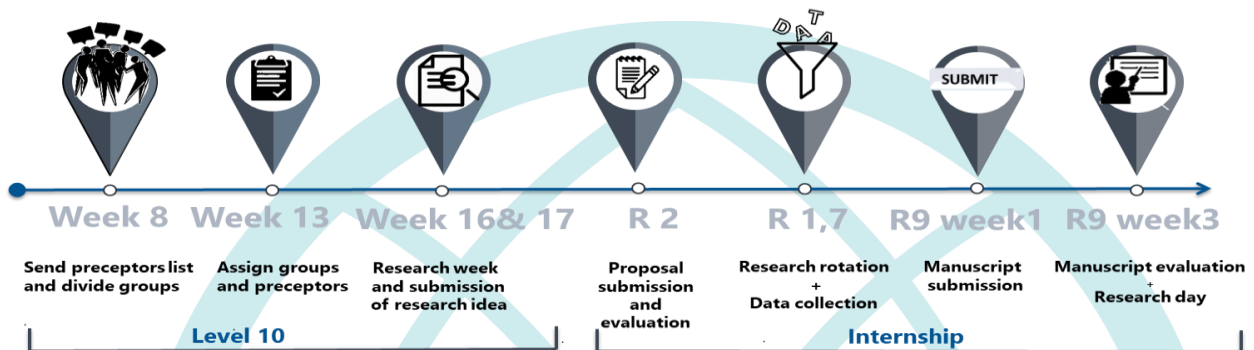 DATA
SUBMIT
Week 8
Send preceptors list
and divide groups
Week 13
Assign groups
and preceptors
Week 16& 17
Research week
and submission
of research idea
R 2
Proposal
submission
and
evaluation
R 1,7
Research rotation
+
Data collection
R9 week1
Manuscript
submission
R9 week3
Manuscript evaluation
+
Research day
Level 10
Internship